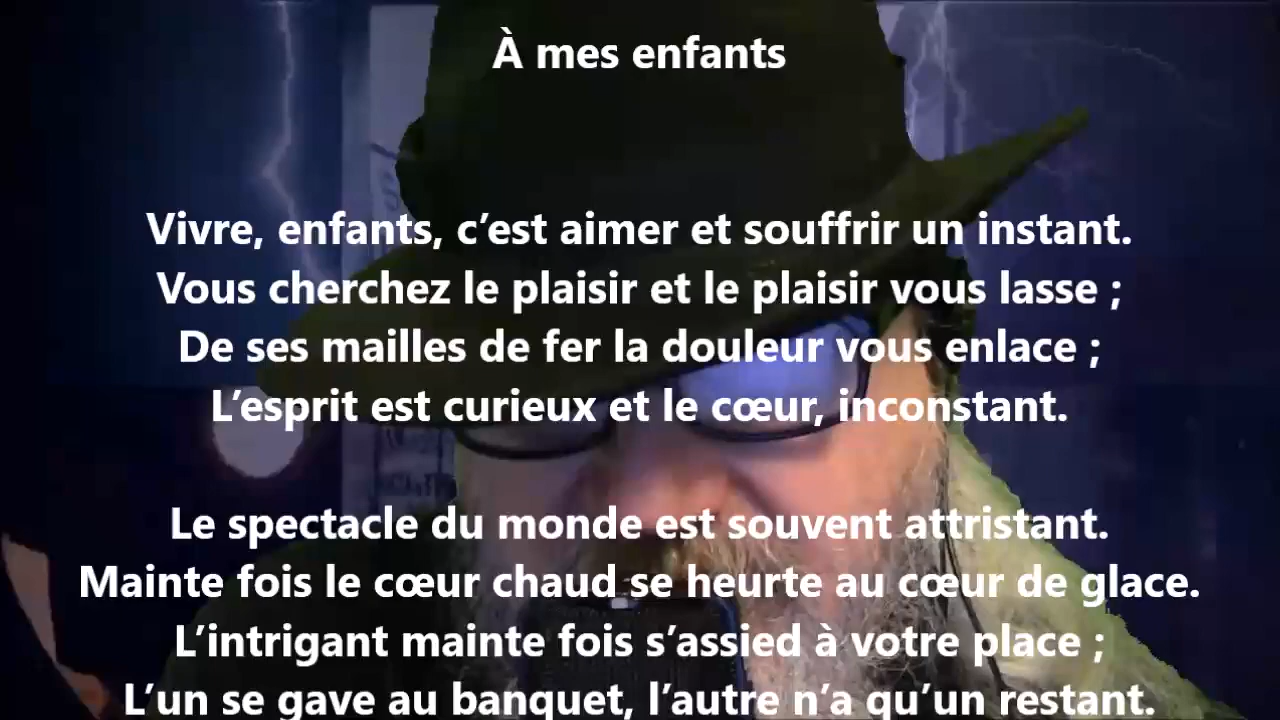 À mes enfants
Vivre, enfants, c’est aimer et souffrir un instant.
Vous cherchez le plaisir et le plaisir vous lasse ;
De ses mailles de fer la douleur vous enlace ;
L’esprit est curieux et le cœur, inconstant.
Le spectacle du monde est souvent attristant.
Mainte fois le cœur chaud se heurte au cœur de glace.
L’intrigant mainte fois s’assied à votre place ;
L’un se gave au banquet, l’autre n’a qu’un restant.